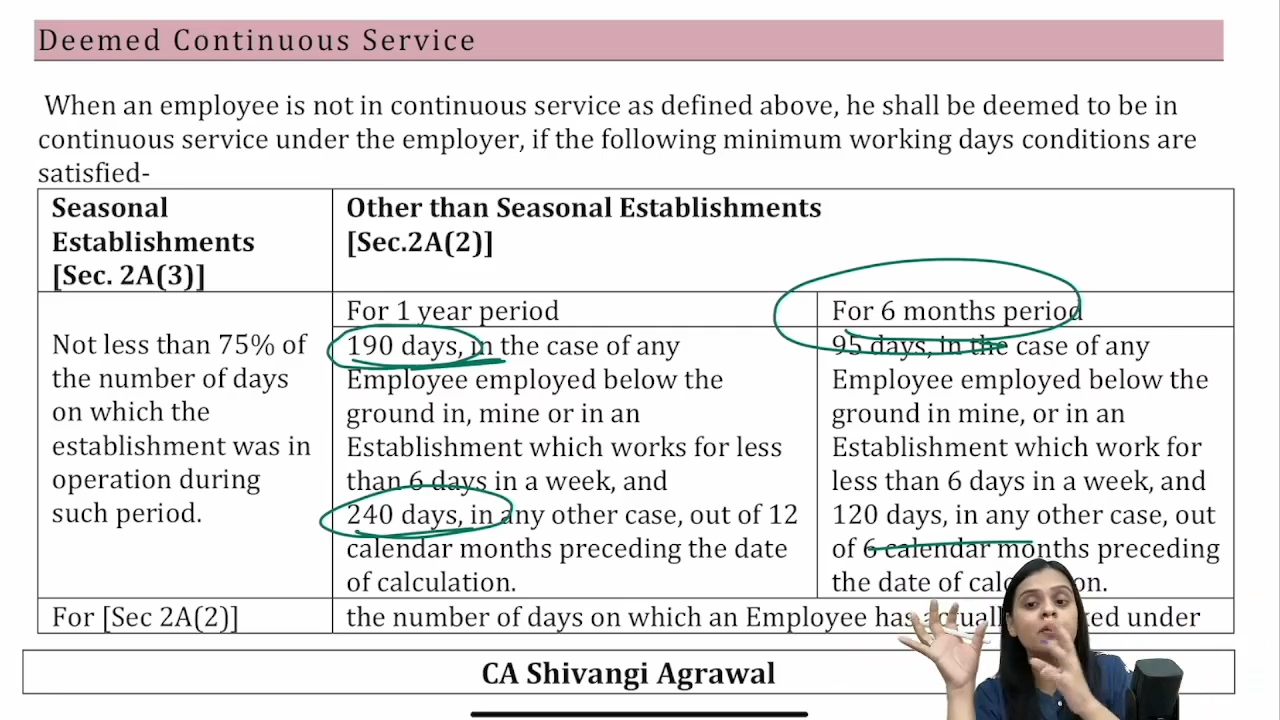 Deemed Continuous Service
When an employee is not in continuous service as defined above, he shall be deemed to be in
continuous service under the employer, if the following minimum working days conditions are
satisfied-
Seasonal
Establishments
[Sec. 2A(3)]
Other than Seasonal Establishments
[Sec.2A(2)]
Not less than 75% of
the number of days
on which the
establishment was in
operation during
such period.
For 1 year period
190 days, in the case of any
Employee employed below the
ground in, mine or in an
Establishment which works for less
than 6 days in a week, and
240 days, in any other case, out of 12
calendar months preceding the date
of calculation.
For 6 months period
95 days, in the case of any
Employee employed below the
ground in mine, or in an
Establishment which work for
less than 6 days in a week, and
120 days, in any other case, out
of 6 calendar months preceding
the date of
For [Sec 2A(2)]
the number of days on which an Employee has under
CA Shivangi Agrawal